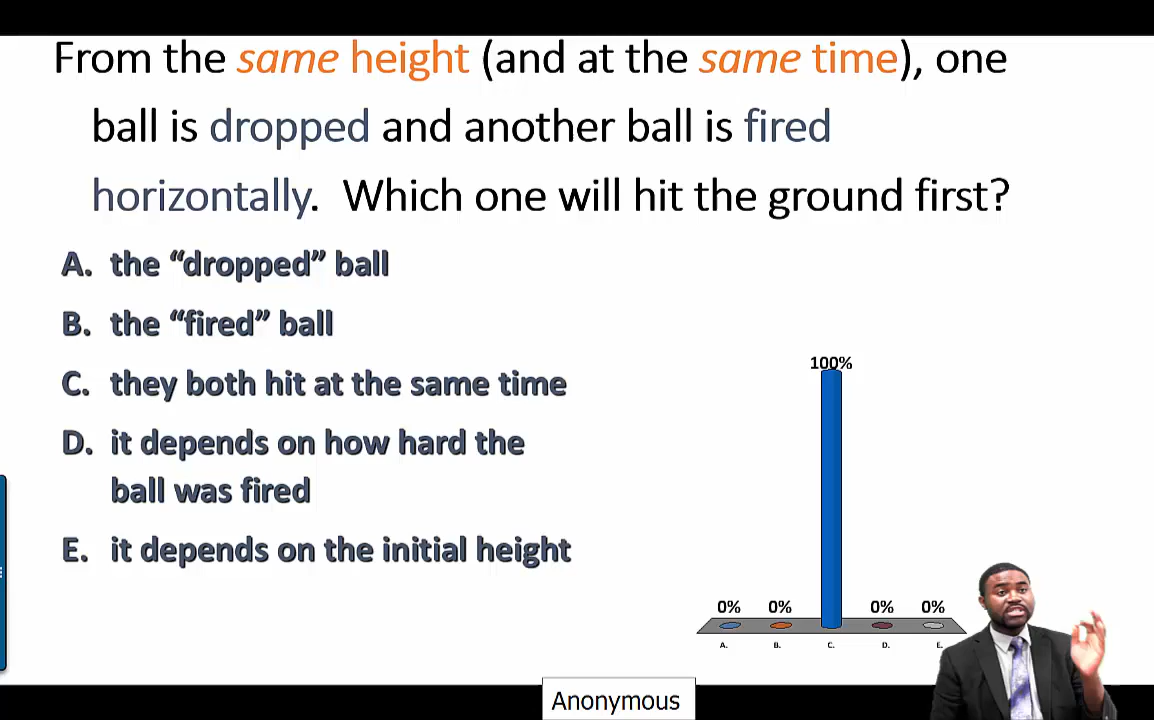 From the same height (and at the same time), one
ball is dropped and another ball is fired
horizontally. Which one will hit the ground first?
A. the “dropped” ball
B. the “fired” ball
C. they both hit at the same time
D. it depends on how hard the
ball was fired
E. it depends on the initial height
100%
0% 0% 0% 0%
A. B. C. D. E.
Anonymous